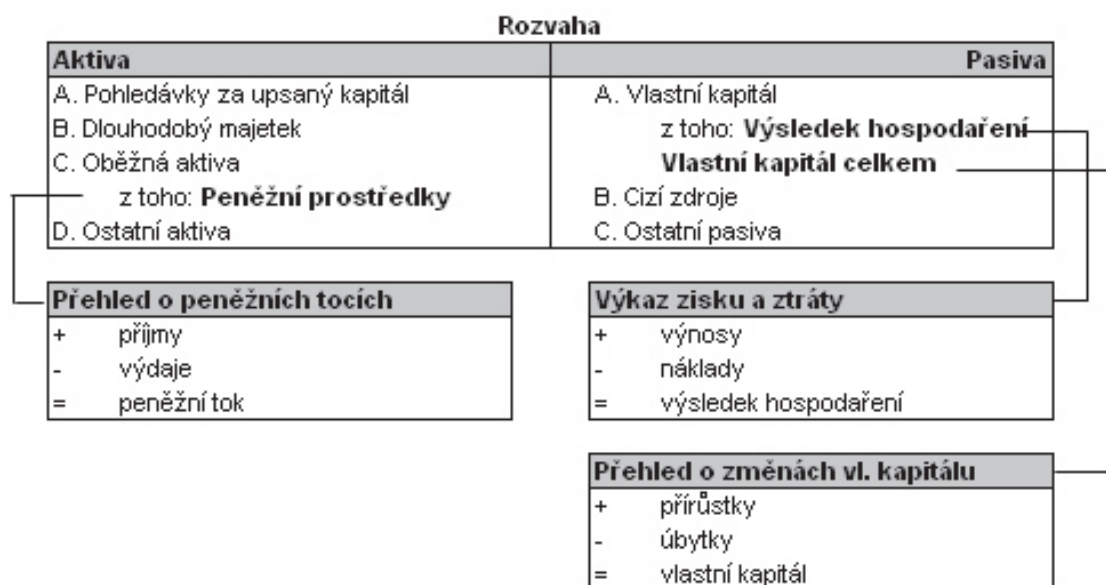 Rozvaha
Aktiva Pasiva
A. Pohledávky za upsaný kapitál
B. Dlouhodobý majetek
C. Oběžná aktiva
z toho: Peněžní prostředky
D. Ostatní aktiva
A. Vlastní kapitál
z toho: Výsledek hospodaření
Vlastní kapitál celkem
B. Cizí zdroje
C. Ostatní pasiva
Přehled o peněžních tocích
+ příjmy
- výdaje
= peněžní tok
Výkaz zisku a ztráty
+ výnosy
- náklady
= výsledek hospodaření
Přehled o změnách vl. kapitálu
+ přírůstky
- úbytky
= vlastní kapitál